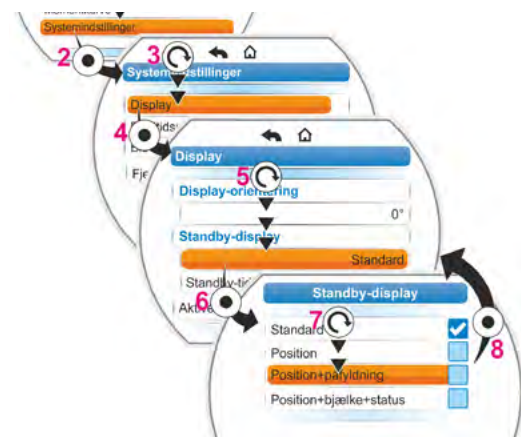 Systemindstillinger
2
3
Systemindstillinger
Display
4
Display
5
Display-orientering
0°
Standby-display
Standard
6
Standby-display
7
Standard
8
Position
Position+påfyldning
Position+bjælke+status